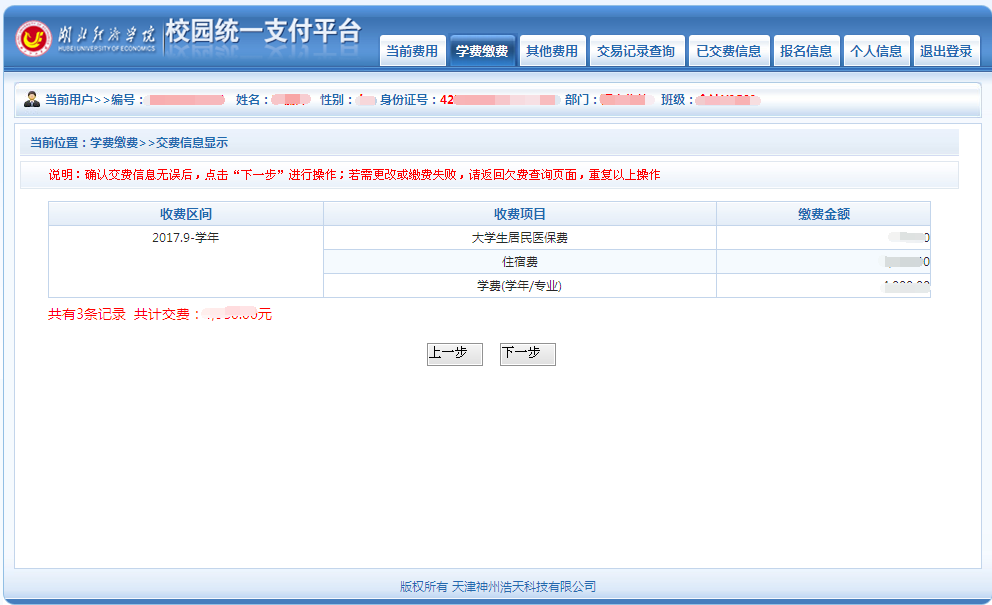 湖北经济学院 校园统一支付平台
HUBEI UNIVERSITY OF ECONOMICS
当前费用 学费缴费 其他费用 交易记录查询 已交费信息 报名信息 个人信息 退出登录
当前用户>>编号： 姓名： 性别： 身份证号：42 部门： 班级：
当前位置：学费缴费>>交费信息显示
说明：确认交费信息无误后，点击“下一步”进行操作；若需更改或缴费失败，请返回欠费查询页面，重复以上操作
收费区间 收费项目 缴费金额
2017.9-学年 大学生居民医保费
住宿费
学费(学年/专业)
共有3条记录 共计交费： 元
上一步 下一步
版权所有 天津神州浩天科技有限公司